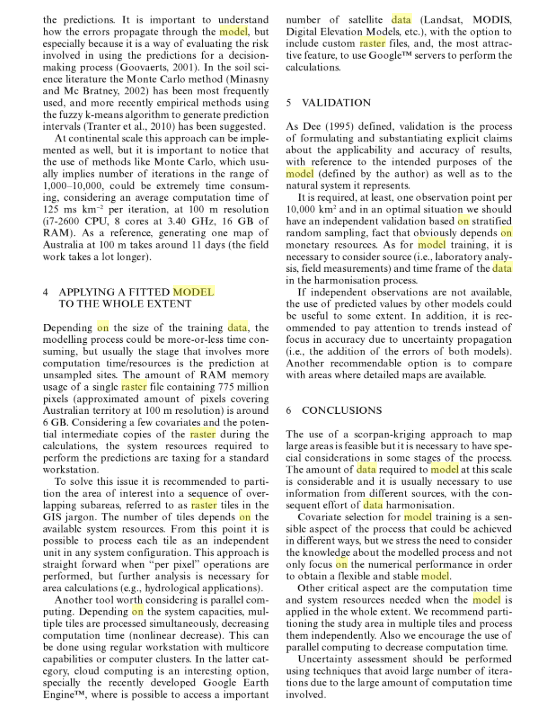 the predictions. It is important to understand
how the errors propagate through the model, but
especially because it is a way of evaluating the risk
involved in using the predictions for a decision-
making process (Goovaerts, 2001). In the soil sci-
ence literature the Monte Carlo method (Minasny
and Mc Bratney, 2002) has been most frequently
used, and more recently empirical methods using
the fuzzy k-means algorithm to generate prediction
intervals (Tranter et al., 2010) has been suggested.
At continental scale this approach can be imple-
mented as well, but it is important to notice that
the use of methods like Monte Carlo, which usu-
ally implies number of iterations in the range of
1,000–10,000, could be extremely time consum-
ing, considering an average computation time of
125 ms km⁻² per iteration, at 100 m resolution
(i7-2600 CPU, 8 cores at 3.40 GHz, 16 GB of
RAM). As a reference, generating one map of
Australia at 100 m takes around 11 days (the field
work takes a lot longer).
4 APPLYING A FITTED MODEL
TO THE WHOLE EXTENT
Depending on the size of the training data, the
modelling process could be more-or-less time con-
suming, but usually the stage that involves more
computation time/resources is the prediction at
unsampled sites. The amount of RAM memory
usage of a single raster file containing 775 million
pixels (approximated amount of pixels covering
Australian territory at 100 m resolution) is around
6 GB. Considering a few covariates and the poten-
tial intermediate copies of the raster during the
calculations, the system resources required to
perform the predictions are taxing for a standard
workstation.
To solve this issue it is recommended to parti-
tion the area of interest into a sequence of over-
lapping subareas, referred to as raster tiles in the
GIS jargon. The number of tiles depends on the
available system resources. From this point it is
possible to process each tile as an independent
unit in any system configuration. This approach is
straight forward when “per pixel” operations are
performed, but further analysis is necessary for
area calculations (e.g., hydrological applications).
Another tool worth considering is parallel com-
puting. Depending on the system capacities, mul-
tiple tiles are processed simultaneously, decreasing
computation time (nonlinear decrease). This can
be done using regular workstation with multicore
capabilities or computer clusters. In the latter cat-
egory, cloud computing is an interesting option,
specially the recently developed Google Earth
Engine™, where is possible to access a important
number of satellite data (Landsat, MODIS,
Digital Elevation Models, etc.), with the option to
include custom raster files, and, the most attrac-
tive feature, to use Google™ servers to perform the
calculations.
5 VALIDATION
As Dee (1995) defined, validation is the process
of formulating and substantiating explicit claims
about the applicability and accuracy of results,
with reference to the intended purposes of the
model (defined by the author) as well as to the
natural system it represents.
It is required, at least, one observation point per
10,000 km² and in an optimal situation we should
have an independent validation based on stratified
random sampling, fact that obviously depends on
monetary resources. As for model training, it is
necessary to consider source (i.e., laboratory analy-
sis, field measurements) and time frame of the data
in the harmonisation process.
If independent observations are not available,
the use of predicted values by other models could
be useful to some extent. In addition, it is rec-
ommended to pay attention to trends instead of
focus in accuracy due to uncertainty propagation
(i.e., the addition of the errors of both models).
Another recommendable option is to compare
with areas where detailed maps are available.
6 CONCLUSIONS
The use of a scorpan-kriging approach to map
large areas is feasible but it is necessary to have spe-
cial considerations in some stages of the process.
The amount of data required to model at this scale
is considerable and it is usually necessary to use
information from different sources, with the con-
sequent effort of data harmonisation.
Covariate selection for model training is a sen-
sible aspect of the process that could be achieved
in different ways, but we stress the need to consider
the knowledge about the modelled process and not
only focus on the numerical performance in order
to obtain a flexible and stable model.
Other critical aspect are the computation time
and system resources needed when the model is
applied in the whole extent. We recommend parti-
tioning the study area in multiple tiles and process
them independently. Also we encourage the use of
parallel computing to decrease computation time.
Uncertainty assessment should be performed
using techniques that avoid large number of itera-
tions due to the large amount of computation time
involved.